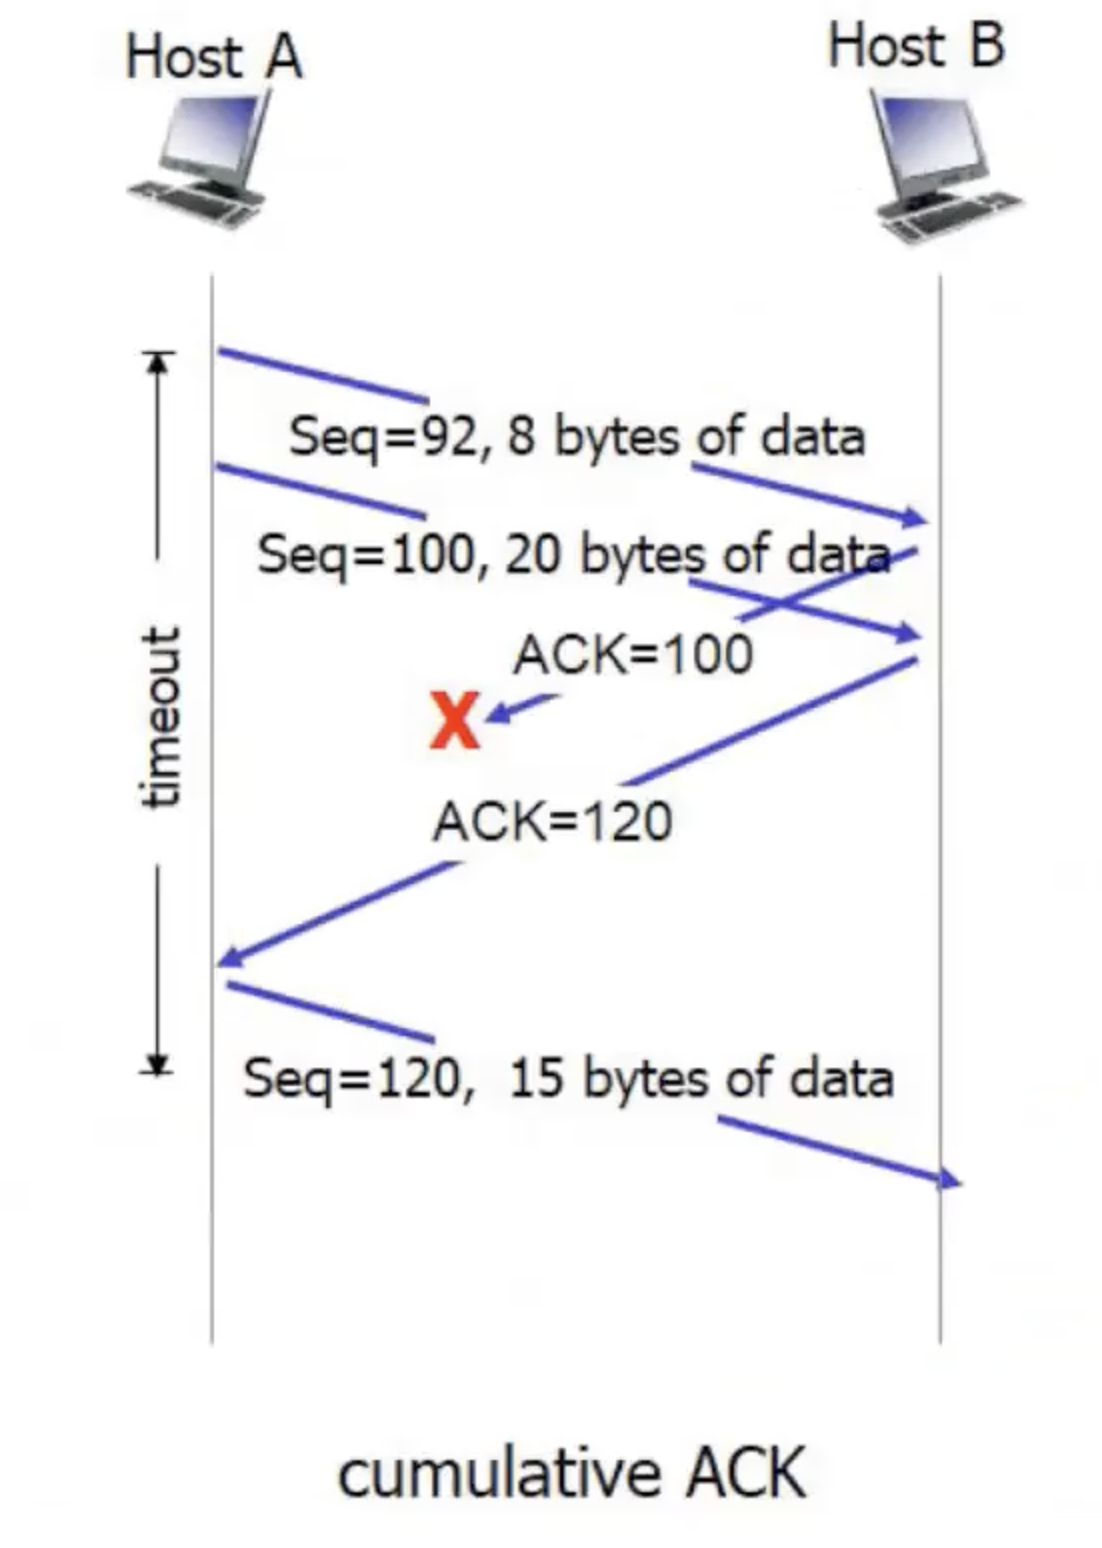 Host A
Host B
Seq=92, 8 bytes of data
Seq=100, 20 bytes of data
ACK=100
X
timeout
ACK=120
Seq=120, 15 bytes of data
cumulative ACK